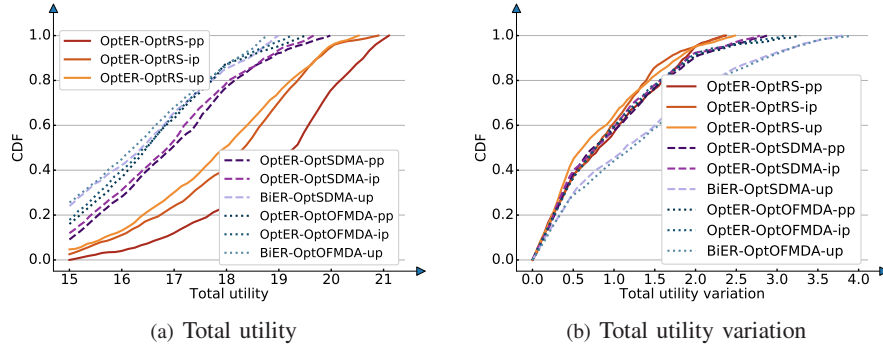 1.0
0.8
0.6
0.4
0.2
0.0
CDF
OptER-OptRS-pp
OptER-OptRS-ip
OptER-OptRS-up
OptER-OptSDMA-pp
OptER-OptSDMA-ip
BiER-OptSDMA-up
OptER-OptOFMDA-pp
OptER-OptOFMDA-ip
BiER-OptOFMDA-up
15 16 17 18 19 20 21
Total utility
(a) Total utility
1.0
0.8
0.6
0.4
0.2
0.0
CDF
OptER-OptRS-pp
OptER-OptRS-ip
OptER-OptRS-up
OptER-OptSDMA-pp
OptER-OptSDMA-ip
BiER-OptSDMA-up
OptER-OptOFMDA-pp
OptER-OptOFMDA-ip
BiER-OptOFMDA-up
0.0 0.5 1.0 1.5 2.0 2.5 3.0 3.5 4.0
Total utility variation
(b) Total utility variation